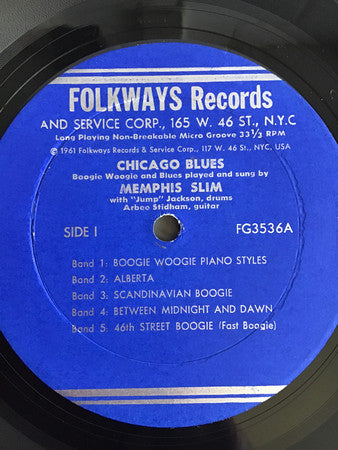 FOLKWAYS Records
AND SERVICE CORP., 165 W. 46 ST., N.Y.C
Long Playing Non-Breakable Micro Groove 33 1/3 RPM
© 1961 Folkways Records & Service Corp., 117 W. 46 ST., N.Y.C., USA
CHICAGO BLUES
Boogie Woogie and Blues played and sung by
MEMPHIS SLIM
with "Jump" Jackson, drums
Arbee Stidham, guitar
SIDE I FG3536A
Band 1: BOOGIE WOOGIE PIANO STYLES
Band 2: ALBERTA
Band 3: SCANDINAVIAN BOOGIE
Band 4: BETWEEN MIDNIGHT AND DAWN
Band 5: 46th STREET BOOGIE (Fast Boogie)